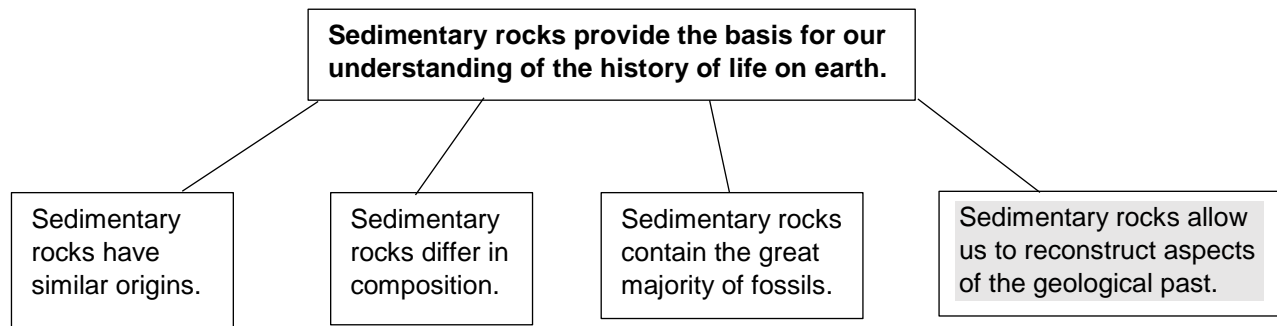 Sedimentary rocks provide the basis for our
understanding of the history of life on earth.
Sedimentary
rocks have
similar origins.
Sedimentary
rocks differ in
composition.
Sedimentary rocks
contain the great
majority of fossils.
Sedimentary rocks allow
us to reconstruct aspects
of the geological past.